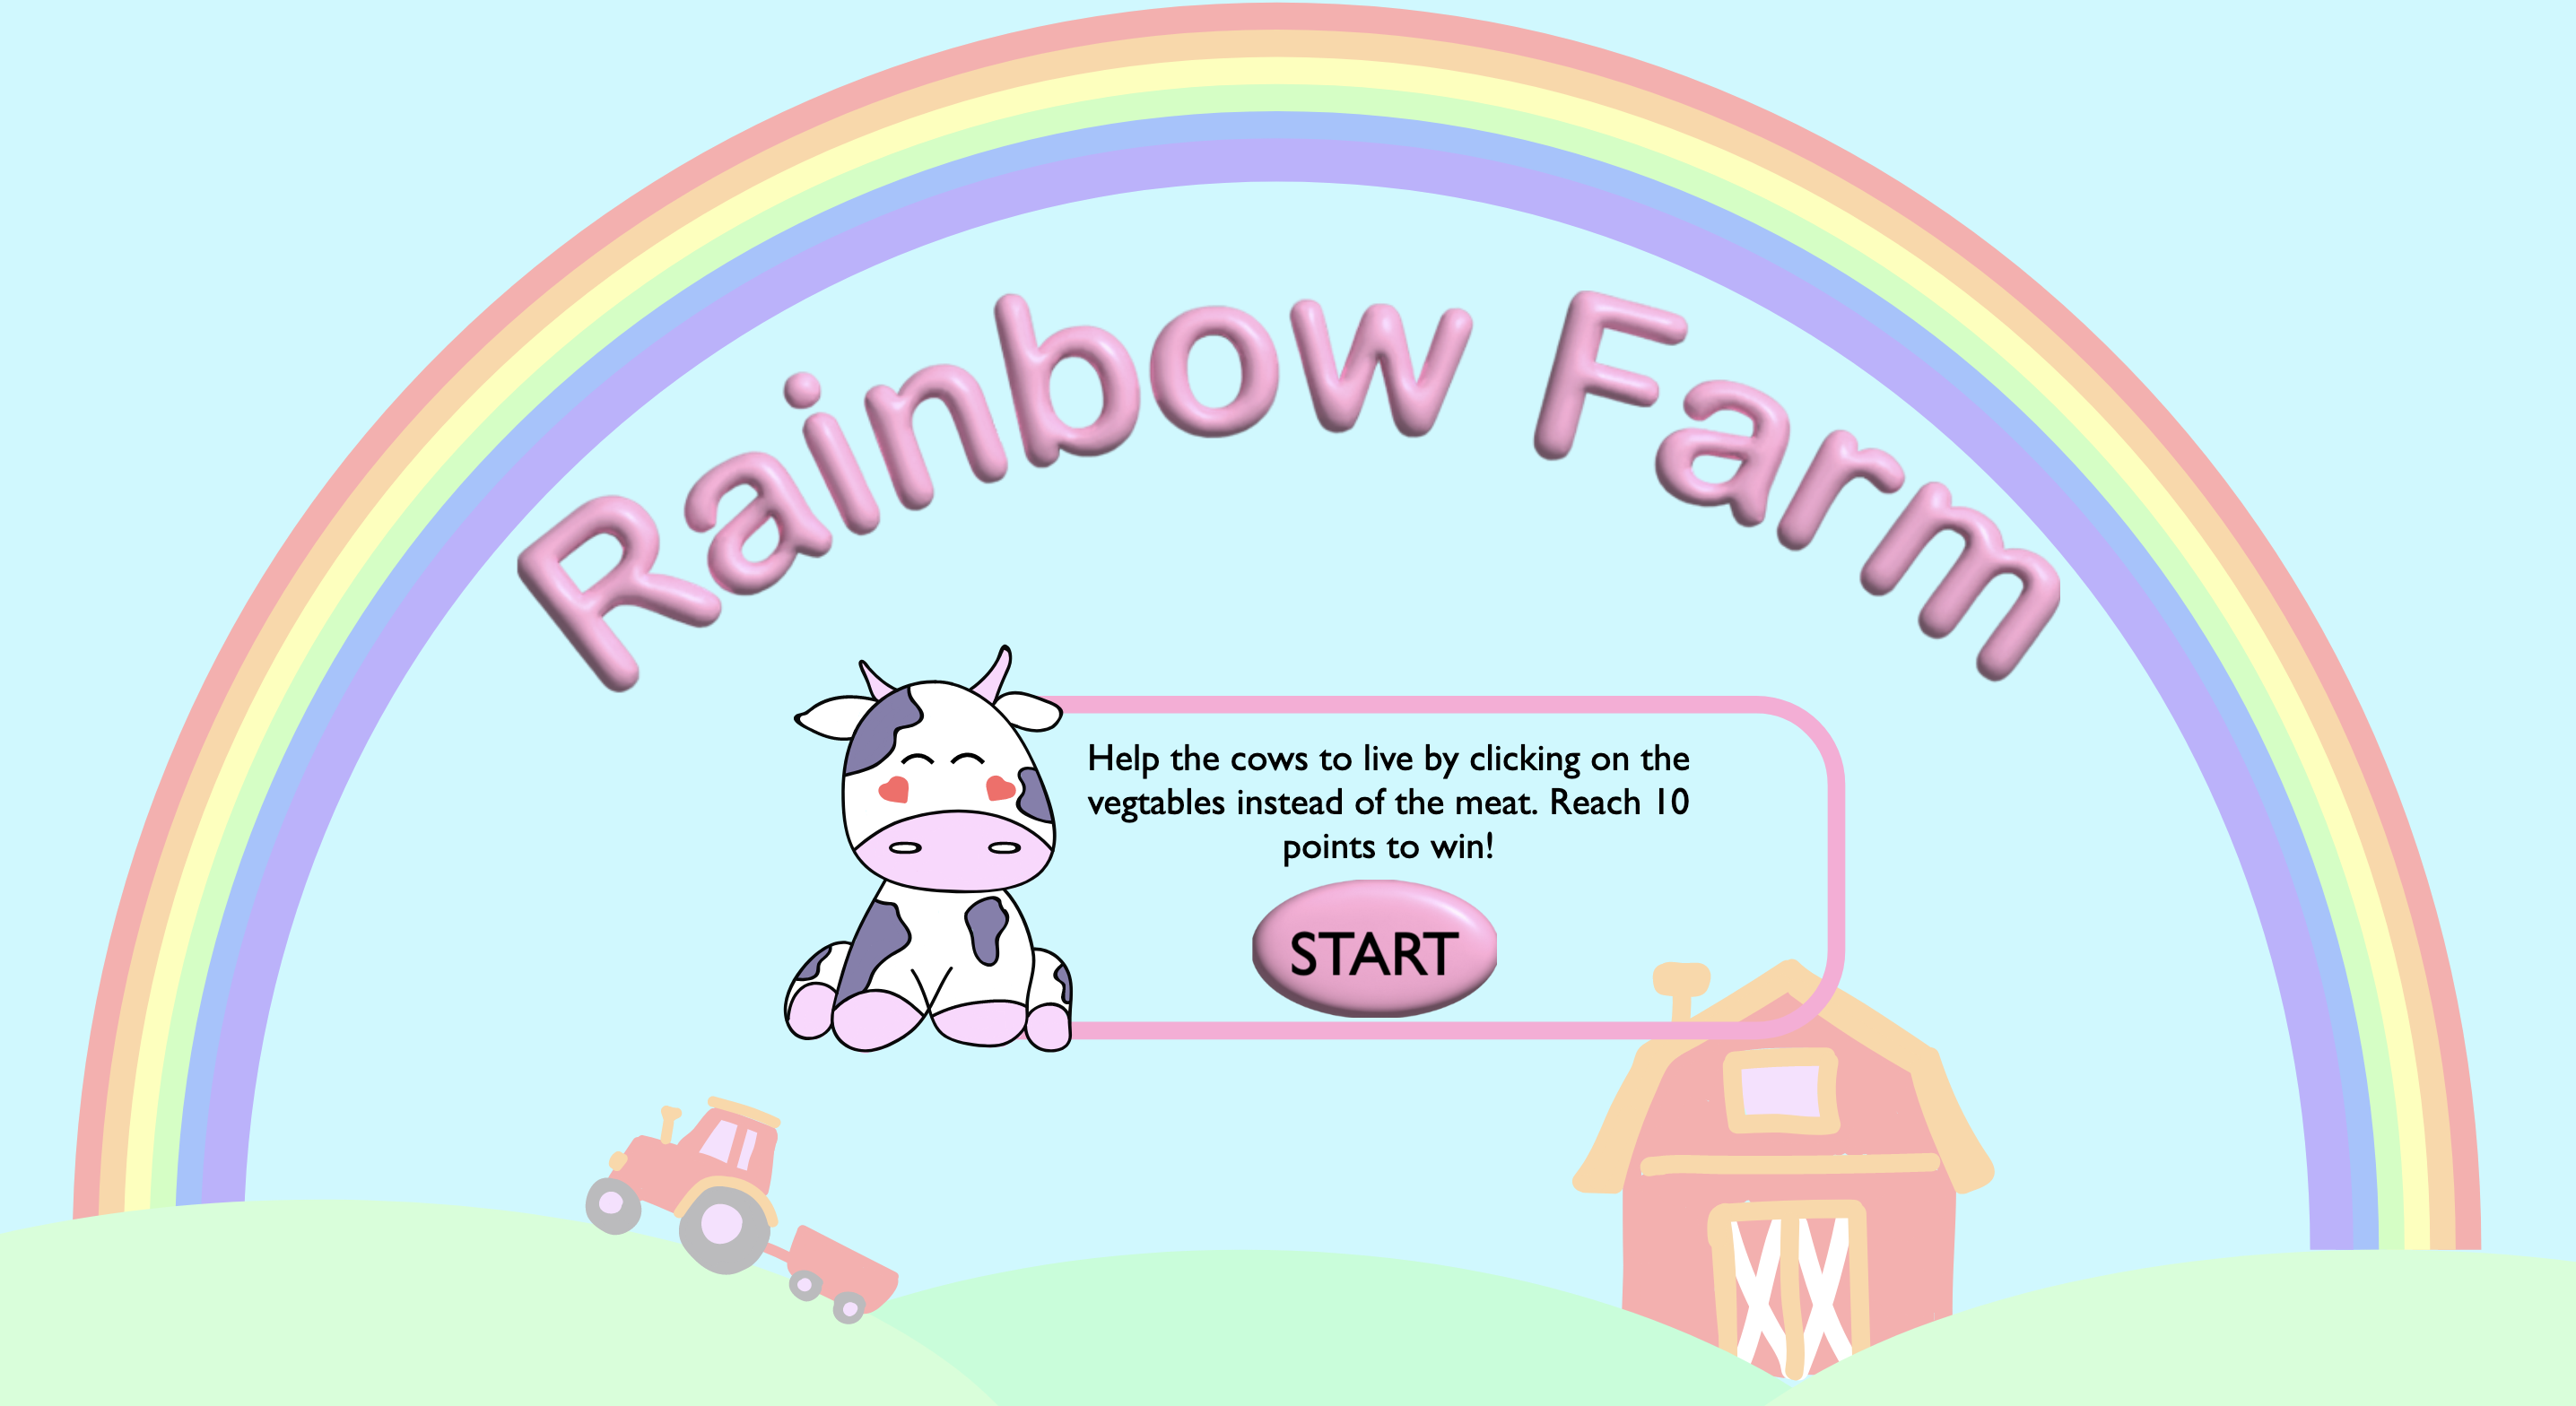 Rainbow Farm
Help the cows to live by clicking on the
vegtables instead of the meat. Reach 10
points to win!
START